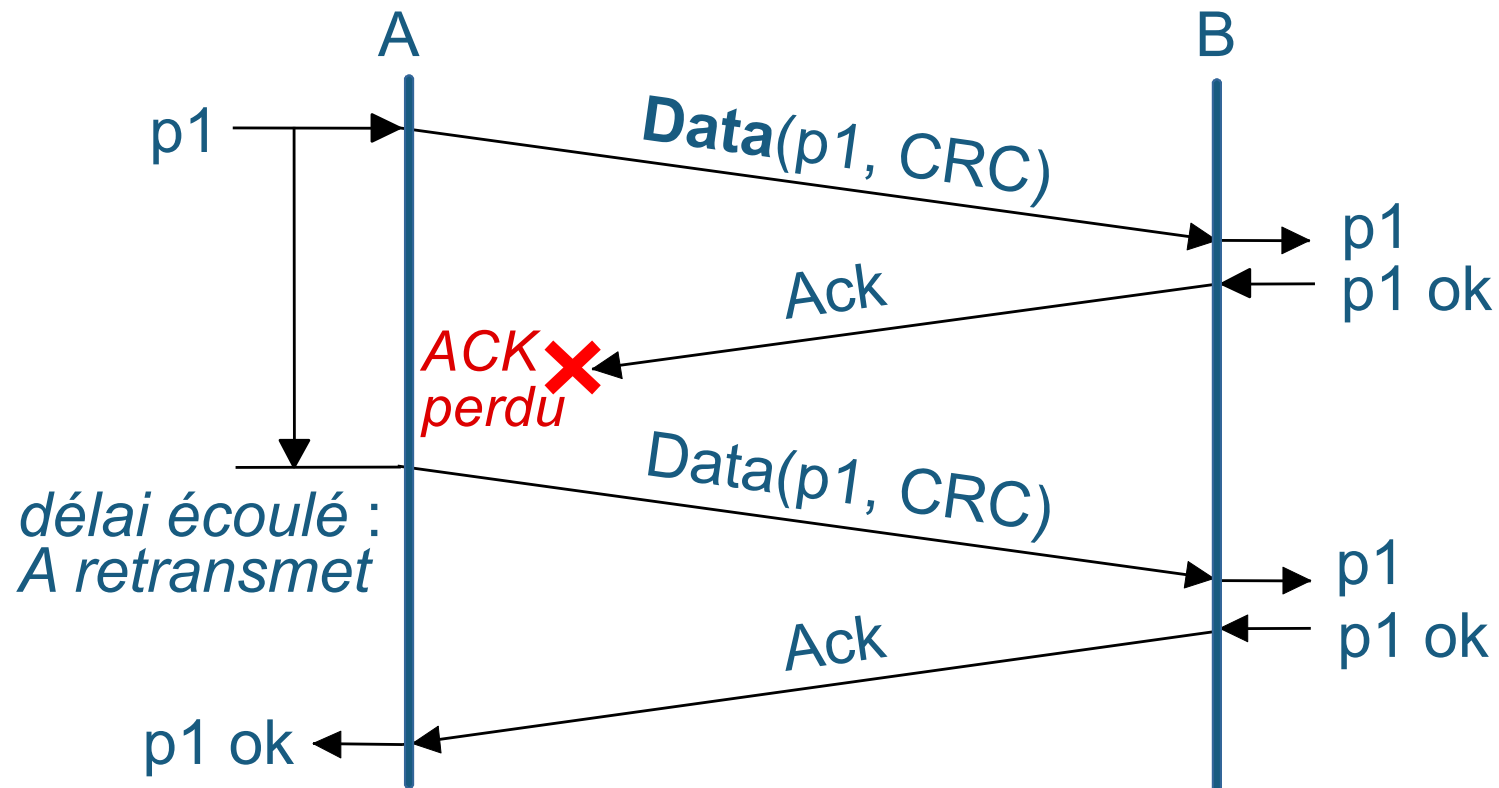 A
B
p1
Data(p1, CRC)
p1
Ack
p1 ok
ACK
perdu
Data(p1, CRC)
délai écoulé :
A retransmet
p1
Ack
p1 ok
p1 ok